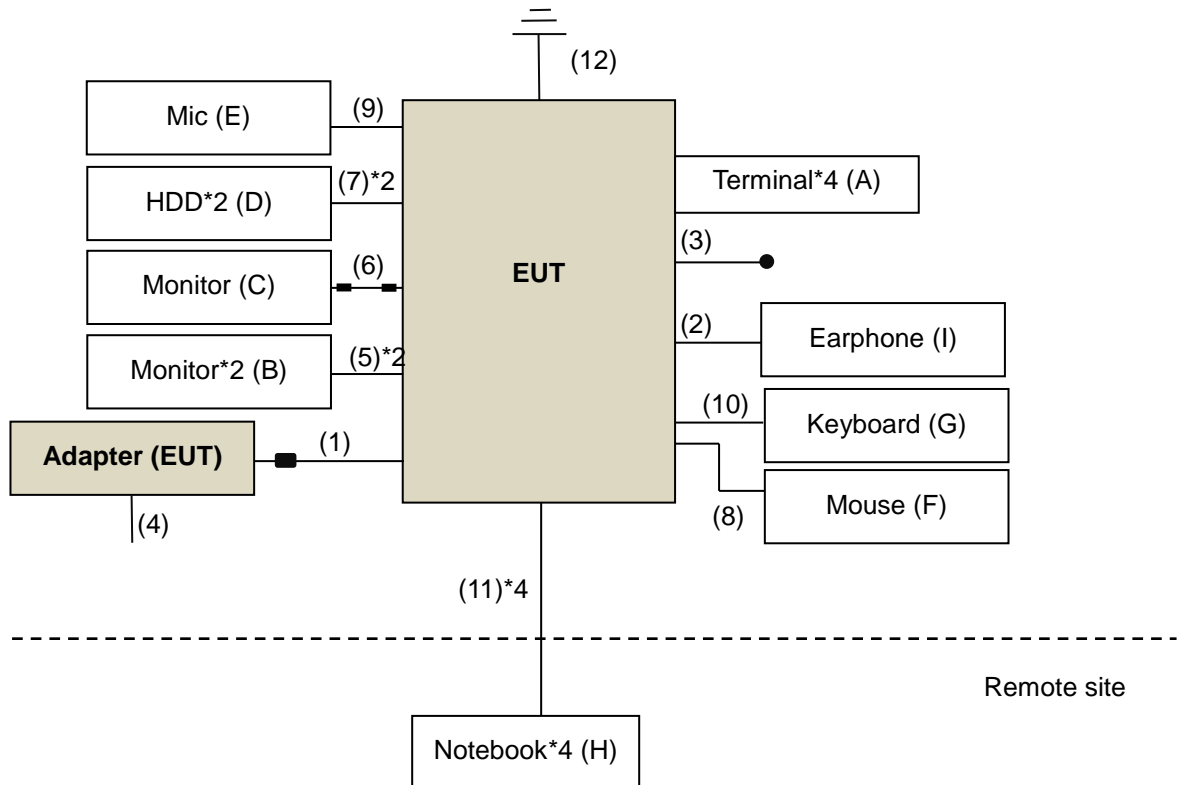 (12)
Mic (E)
(9)
HDD*2 (D)
(7)*2
Terminal*4 (A)
Monitor (C)
(6)
EUT
(3)
Monitor*2 (B)
(5)*2
(2)
Earphone (I)
Adapter (EUT)
(1)
(10)
Keyboard (G)
(4)
(8)
Mouse (F)
(11)*4
Remote site
Notebook*4 (H)